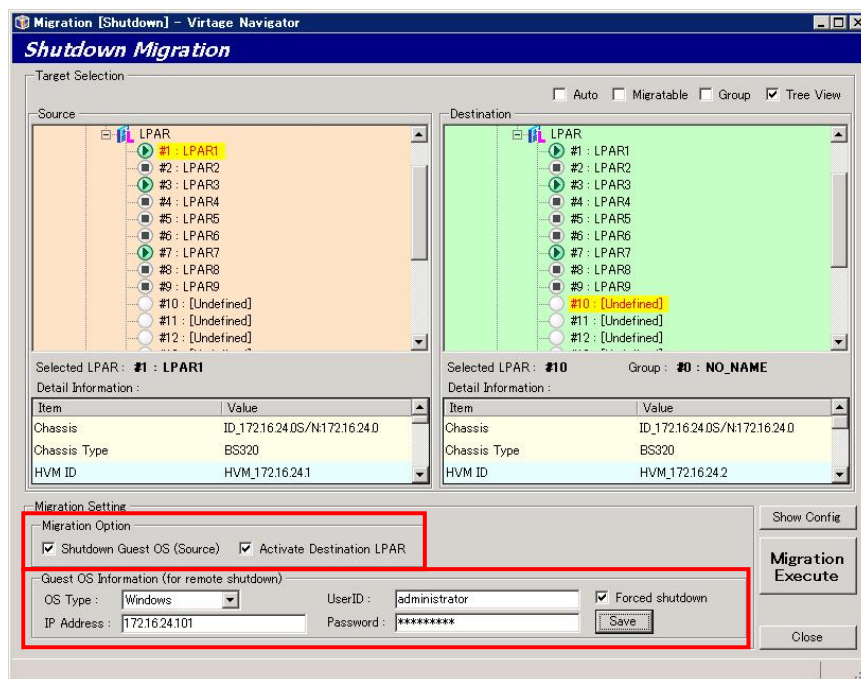 Migration [Shutdown] - Virtage Navigator
Shutdown Migration
Target Selection
Auto Migratable Group Tree View
Source
LPAR
#1 : LPAR1
#2 : LPAR2
#3 : LPAR3
#4 : LPAR4
#5 : LPAR5
#6 : LPAR6
#7 : LPAR7
#8 : LPAR8
#9 : LPAR9
#10 : [Undefined]
#11 : [Undefined]
#12 : [Undefined]
Selected LPAR : #1 : LPAR1
Detail Information :
Item Value
Chassis ID_172.16.24.0S/N:172.16.24.0
Chassis Type BS320
HVM ID HVM_172.16.24.1
Destination
LPAR
#1 : LPAR1
#2 : LPAR2
#3 : LPAR3
#4 : LPAR4
#5 : LPAR5
#6 : LPAR6
#7 : LPAR7
#8 : LPAR8
#9 : LPAR9
#10 : [Undefined]
#11 : [Undefined]
#12 : [Undefined]
Selected LPAR : #10 Group : #0 : NO_NAME
Detail Information :
Item Value
Chassis ID_172.16.24.0S/N:172.16.24.0
Chassis Type BS320
HVM ID HVM_172.16.24.2
Migration Setting
Migration Option
Shutdown Guest OS (Source) Activate Destination LPAR
Guest OS Information (for remote shutdown)
OS Type : Windows UserID : administrator Forced shutdown
IP Address : 172.16.24.101 Password : ********* Save
Show Config
Migration
Execute
Close